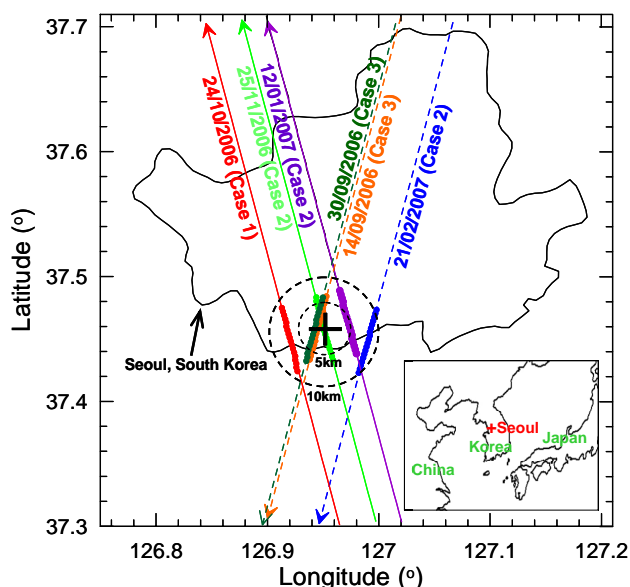 37.7
37.6
37.5
37.4
37.3
Latitude (o)
126.8
126.9
127
127.1
127.2
Longitude (o)
24/10/2006 (Case 1)
25/11/2006 (Case 2)
12/01/2007 (Case 2)
30/09/2006 (Case 3)
14/09/2006 (Case 3)
21/02/2007 (Case 2)
Seoul, South Korea
5km
10km
+Seoul
Korea
Japan
China